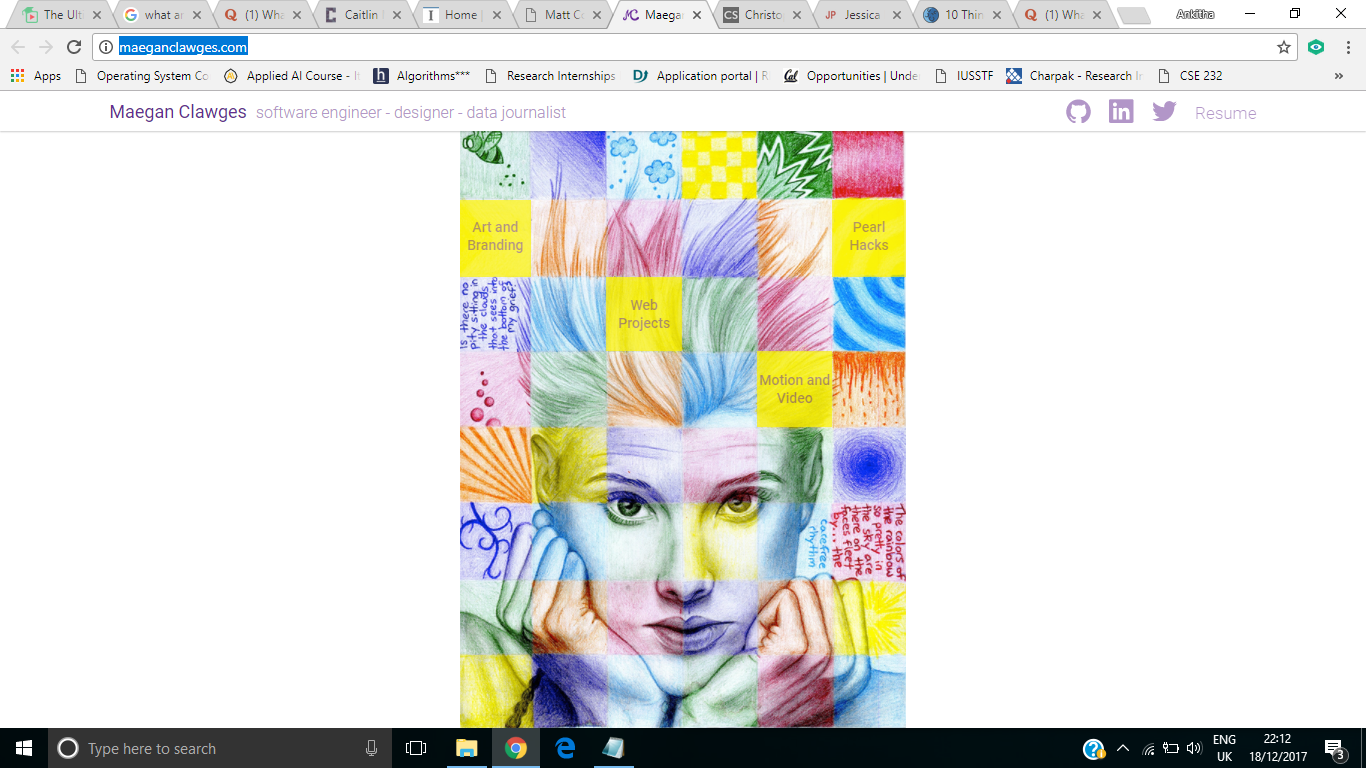 The Ult
what ar
(1) Wha
Caitlin
Home |
Matt Co
Maegan
Christo
Jessica
10 Thin
(1) Wha
Ankitha
maeganclawges.com
Apps
Operating System Co
Applied AI Course - It
Algorithms***
Research Internships
Application portal | R
Opportunities | Unde
IUSSTF
Charpak - Research In
CSE 232
»
Maegan Clawges software engineer - designer - data journalist
Resume
Art and
Branding
Pearl
Hacks
Web
Projects
is there no
pity sitting in
the clouds
that sees into
the bottom of
my grief?
Motion and
Video
The colors of
the rainbow
so pretty in
the sky are
there on the
faces fleet
by... the
carefree
rhythm
Type here to search
ENG
UK
22:12
18/12/2017
3